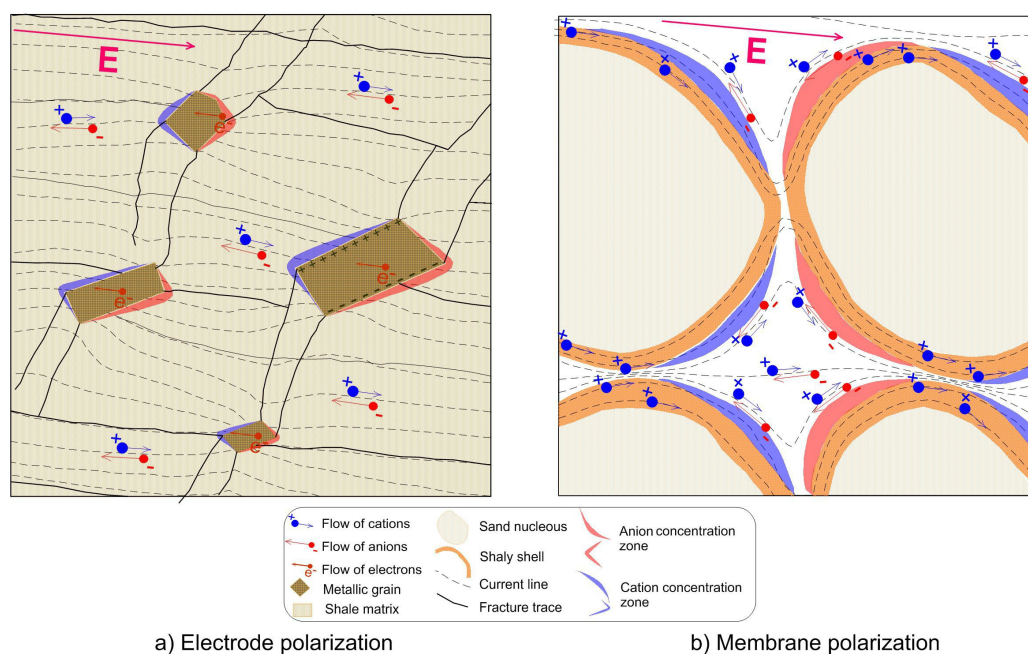 E
E
e-
e-
e-
e-
Flow of cations
Flow of anions
e- Flow of electrons
Metallic grain
Shale matrix
Sand nucleous
Shaly shell
Current line
Fracture trace
Anion concentration
zone
Cation concentration
zone
a) Electrode polarization
b) Membrane polarization